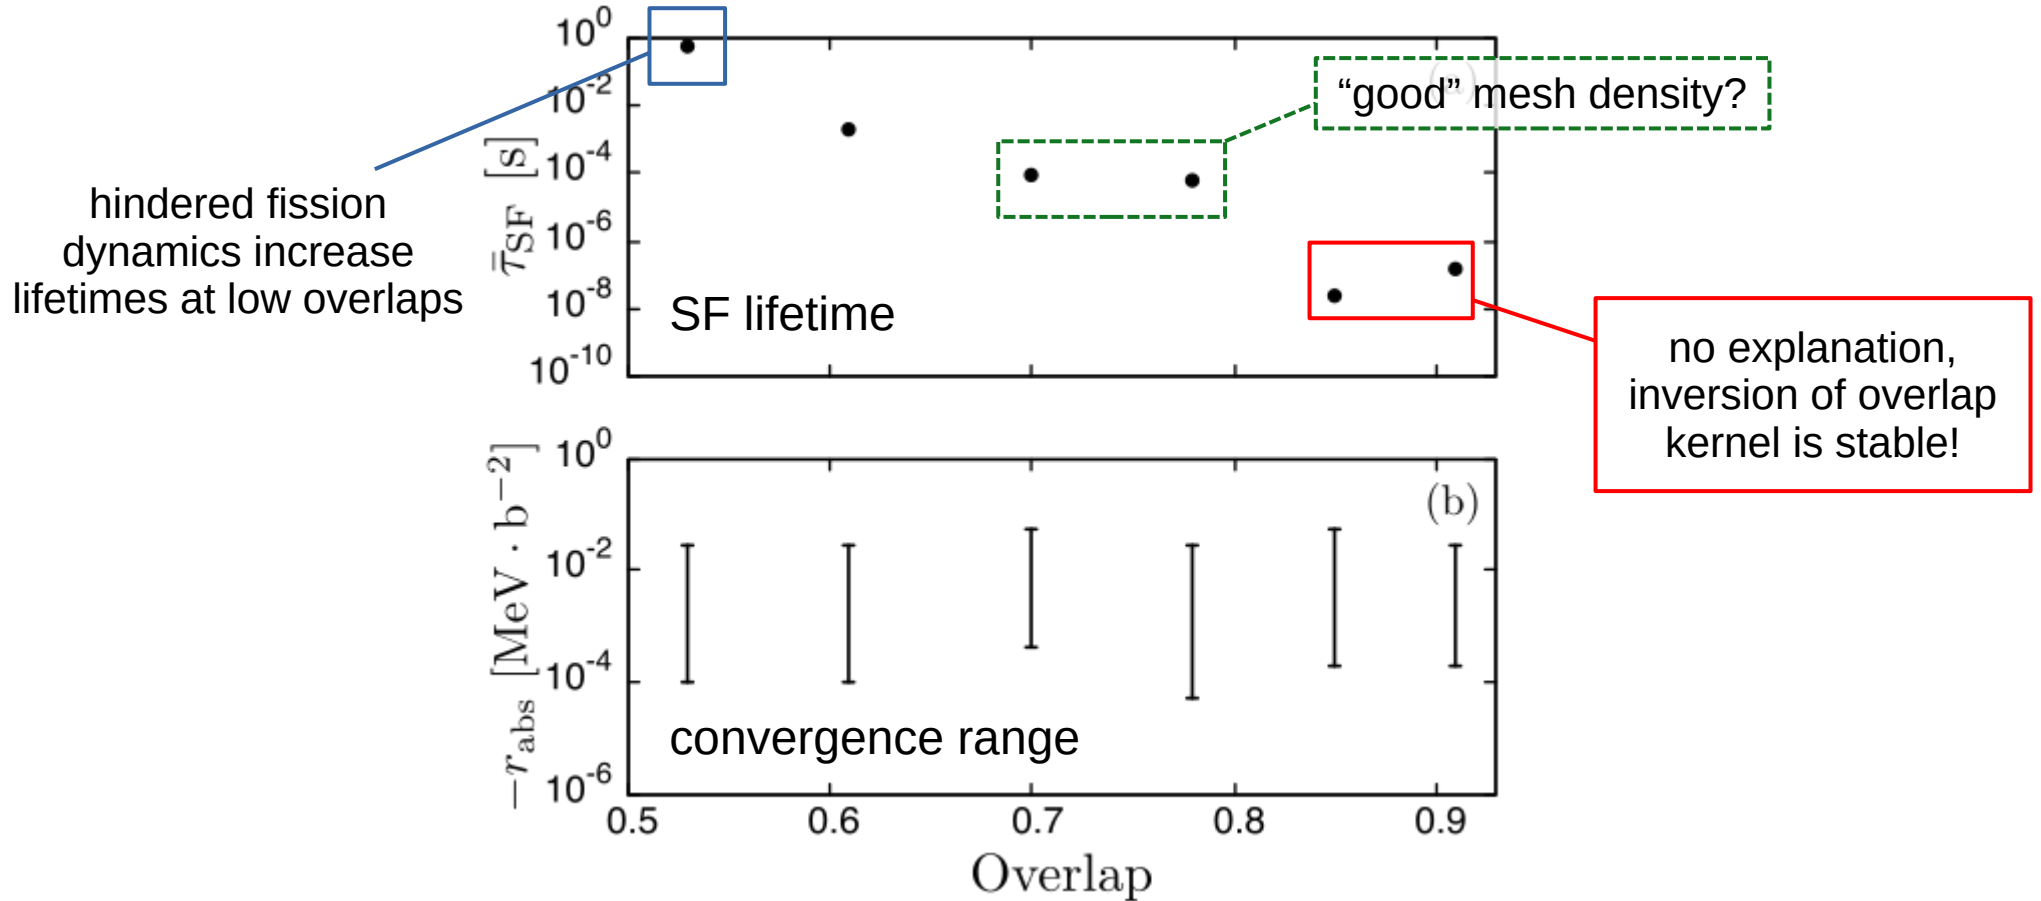 10^0
10^-2
10^-4
10^-6
10^-8
10^-10
τ̄_SF [s]
(a)
"good" mesh density?
hindered fission
dynamics increase
lifetimes at low overlaps
SF lifetime
no explanation,
inversion of overlap
kernel is stable!
10^0
10^-2
10^-4
10^-6
−r_abs [MeV · b^−2]
(b)
convergence range
0.5 0.6 0.7 0.8 0.9
Overlap